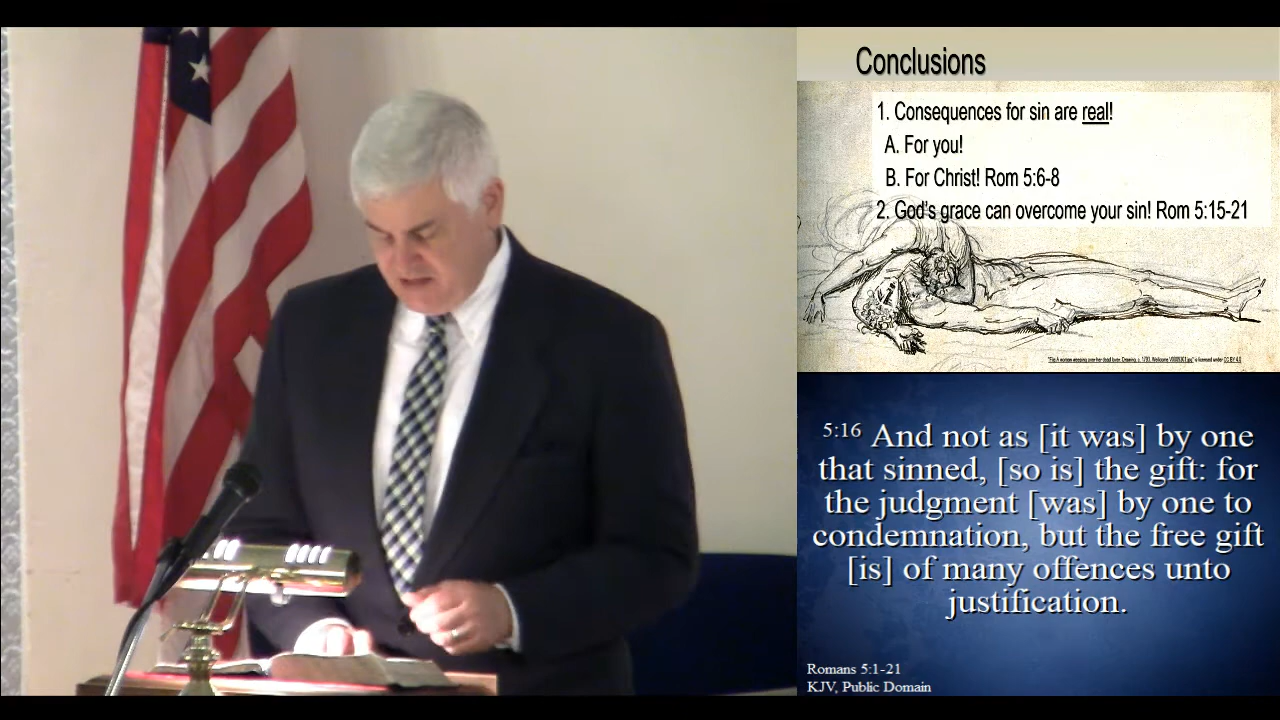 Conclusions
1. Consequences for sin are real!
A. For you!
B. For Christ! Rom 5:6-8
2. God's grace can overcome your sin! Rom 5:15-21
5:16 And not as [it was] by one
that sinned, [so is] the gift: for
the judgment [was] by one to
condemnation, but the free gift
[is] of many offences unto
justification.
Romans 5:1-21
KJV, Public Domain